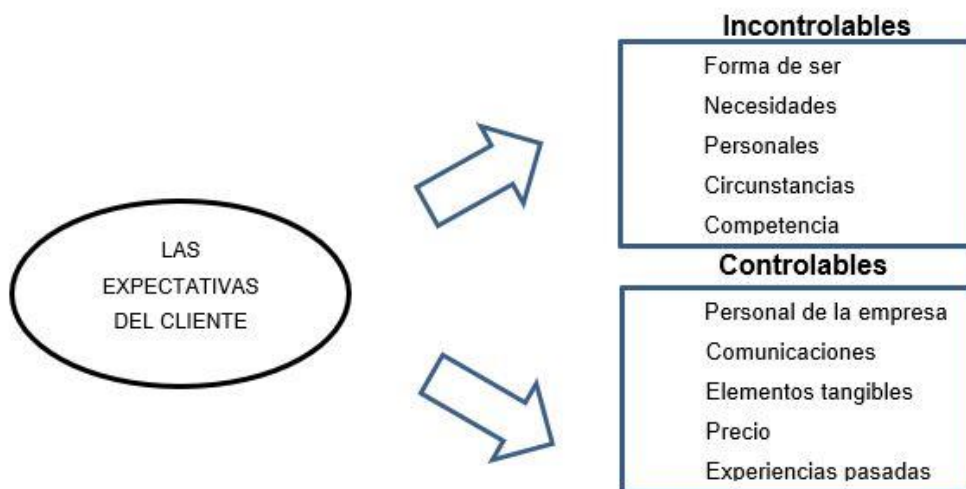 LAS
EXPECTATIVAS
DEL CLIENTE
Incontrolables
Forma de ser
Necesidades
Personales
Circunstancias
Competencia
Controlables
Personal de la empresa
Comunicaciones
Elementos tangibles
Precio
Experiencias pasadas